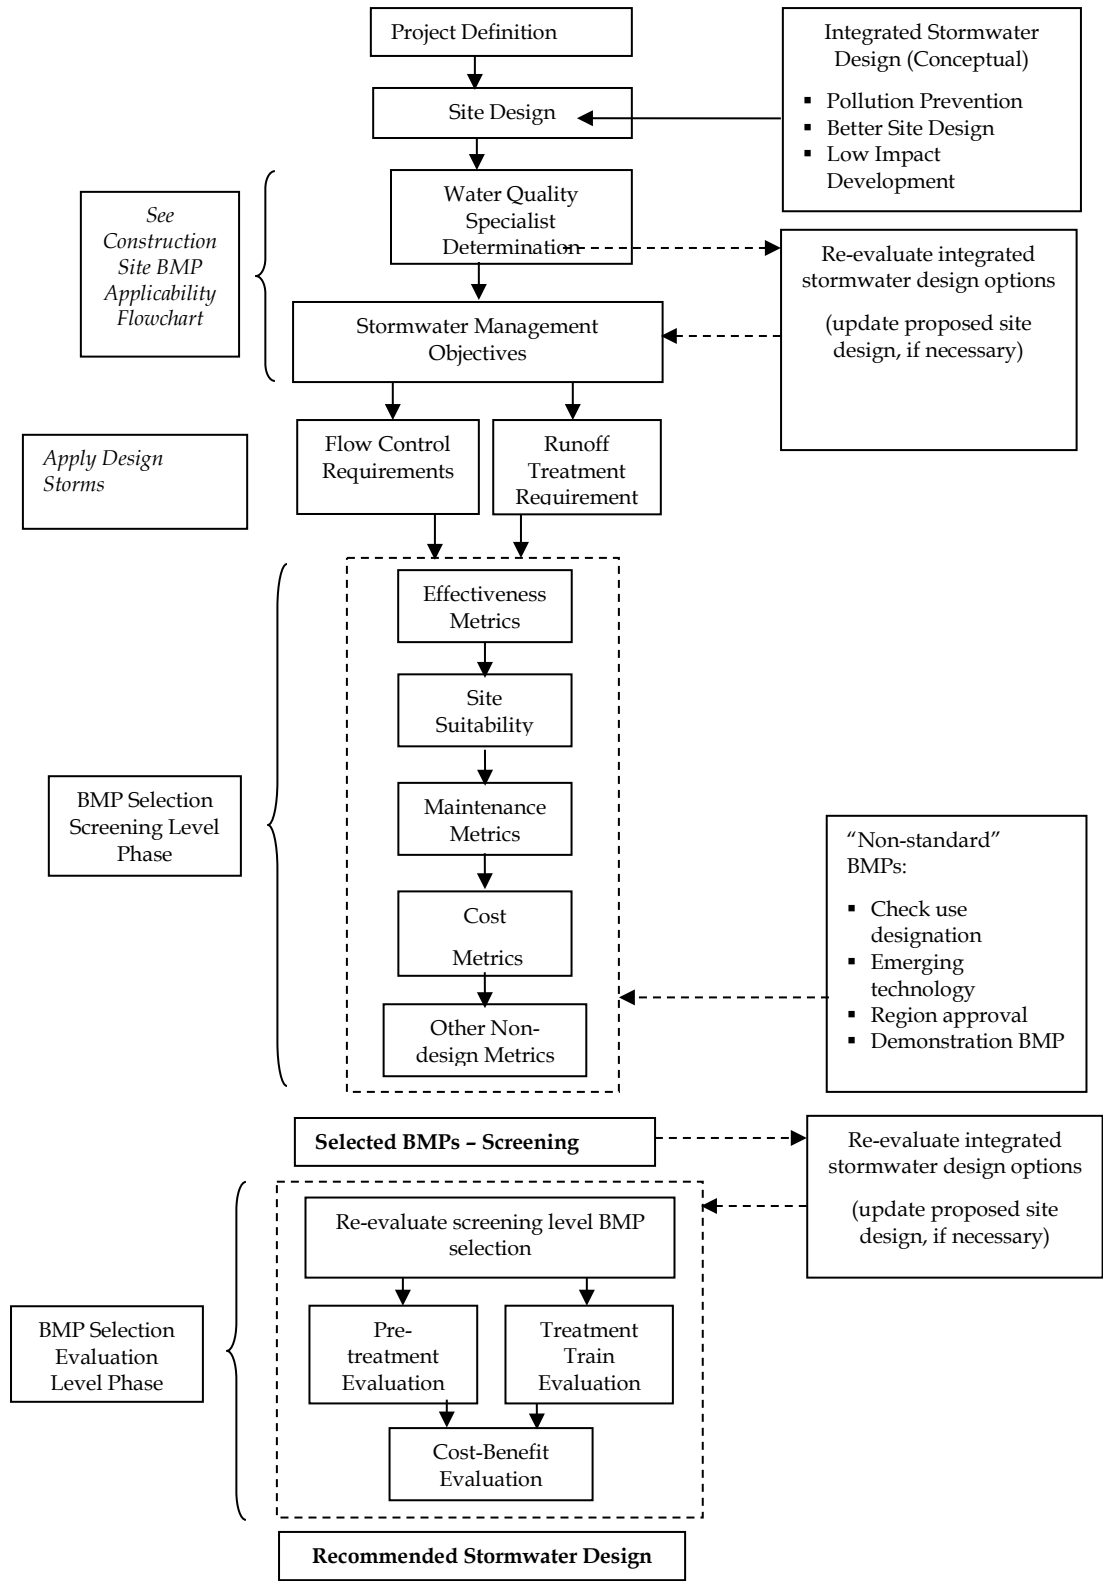 Project Definition
Integrated Stormwater
Design (Conceptual)
▪ Pollution Prevention
▪ Better Site Design
▪ Low Impact
Development
Site Design
See
Construction
Site BMP
Applicability
Flowchart
Water Quality
Specialist
Determination
Re-evaluate integrated
stormwater design options
(update proposed site
design, if necessary)
Stormwater Management
Objectives
Apply Design
Storms
Flow Control
Requirements
Runoff
Treatment
Requirement
Effectiveness
Metrics
Site
Suitability
BMP Selection
Screening Level
Phase
Maintenance
Metrics
Cost
Metrics
Other Non-
design Metrics
“Non-standard”
BMPs:
▪ Check use
designation
▪ Emerging
technology
▪ Region approval
▪ Demonstration BMP
Selected BMPs – Screening
Re-evaluate integrated
stormwater design options
(update proposed site
design, if necessary)
Re-evaluate screening level BMP
selection
BMP Selection
Evaluation
Level Phase
Pre-
treatment
Evaluation
Treatment
Train
Evaluation
Cost-Benefit
Evaluation
Recommended Stormwater Design